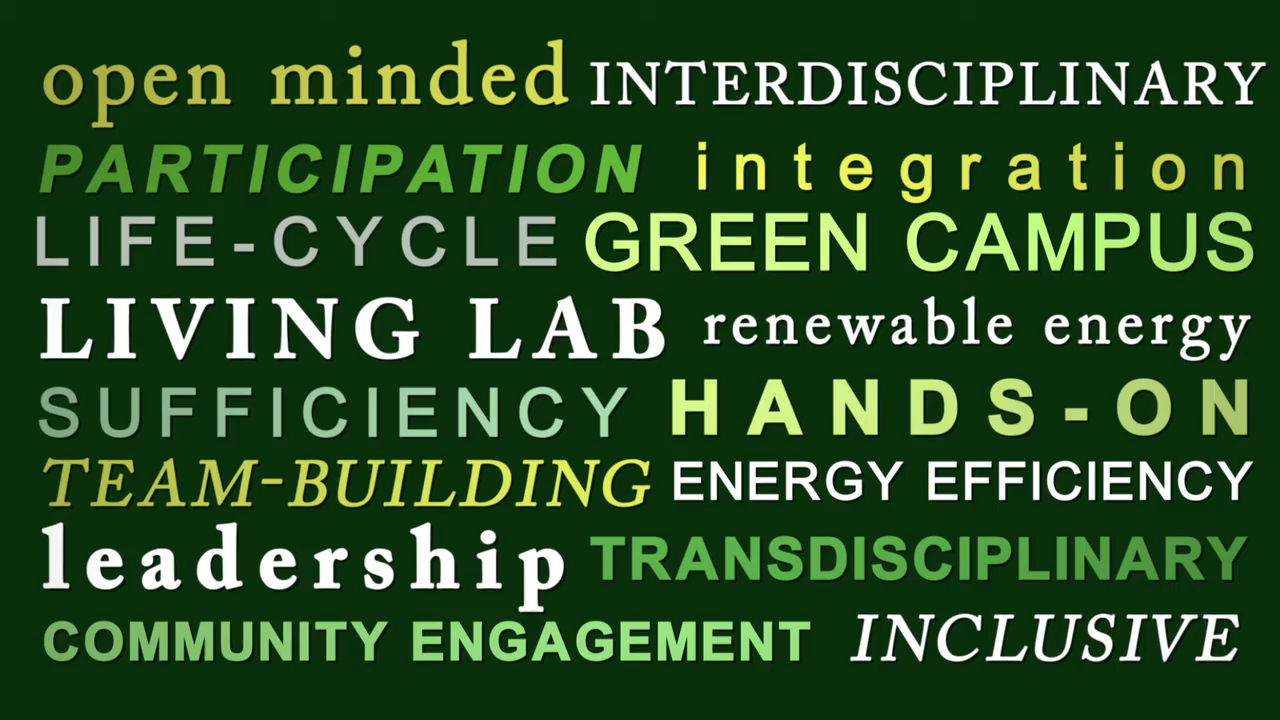 open minded INTERDISCIPLINARY
PARTICIPATION integration
LIFE-CYCLE GREEN CAMPUS
LIVING LAB renewable energy
SUFFICIENCY HANDS-ON
TEAM-BUILDING ENERGY EFFICIENCY
leadership TRANSDISCIPLINARY
COMMUNITY ENGAGEMENT INCLUSIVE